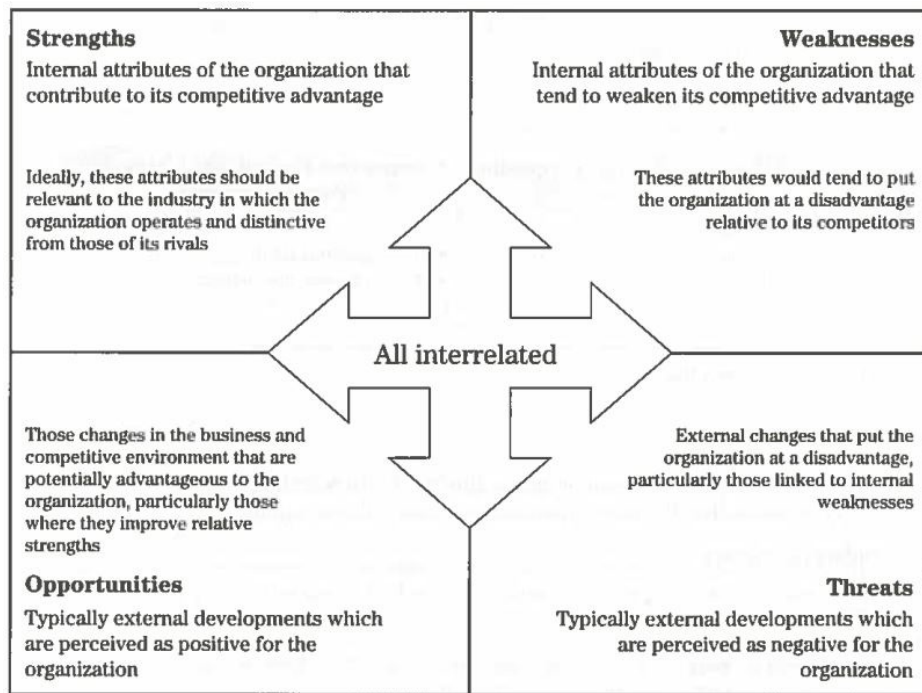 Strengths
Internal attributes of the organization that
contribute to its competitive advantage
Ideally, these attributes should be
relevant to the industry in which the
organization operates and distinctive
from those of its rivals
Weaknesses
Internal attributes of the organization that
tend to weaken its competitive advantage
These attributes would tend to put
the organization at a disadvantage
relative to its competitors
All interrelated
Those changes in the business and
competitive environment that are
potentially advantageous to the
organization, particularly those
where they improve relative
strengths
Opportunities
Typically external developments which
are perceived as positive for the
organization
External changes that put the
organization at a disadvantage,
particularly those linked to internal
weaknesses
Threats
Typically external developments which
are perceived as negative for the
organization